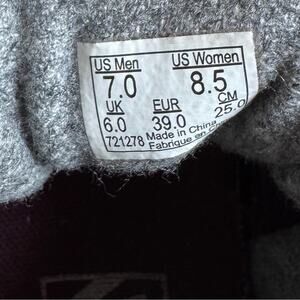 US Men US Women
7.0 8.5
UK EUR CM
6.0 39.0 25.0
721278 Made in China
Fabrique en